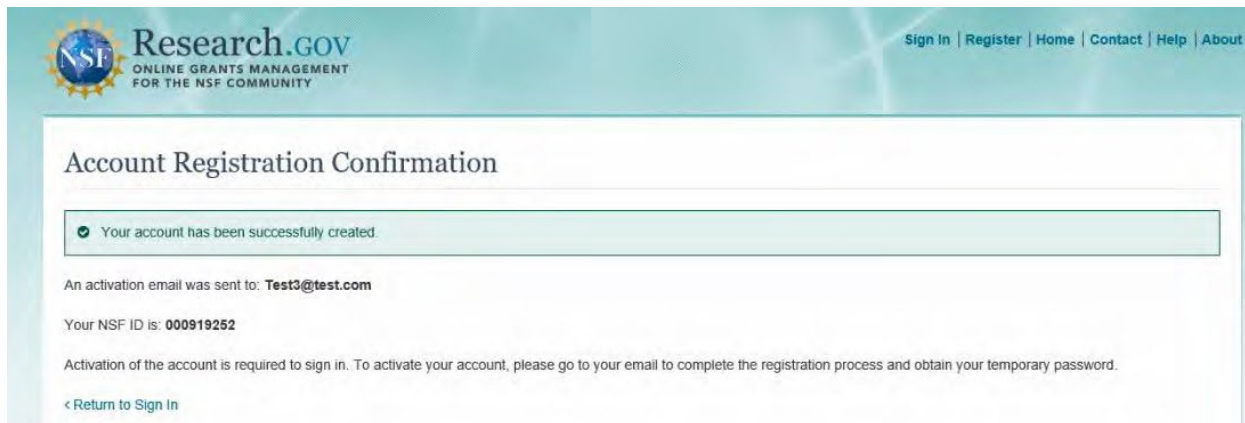 NSF
Research.GOV
ONLINE GRANTS MANAGEMENT
FOR THE NSF COMMUNITY
Sign In | Register | Home | Contact | Help | About
Account Registration Confirmation
Your account has been successfully created.
An activation email was sent to: Test3@test.com
Your NSF ID is: 000919252
Activation of the account is required to sign in. To activate your account, please go to your email to complete the registration process and obtain your temporary password.
< Return to Sign In